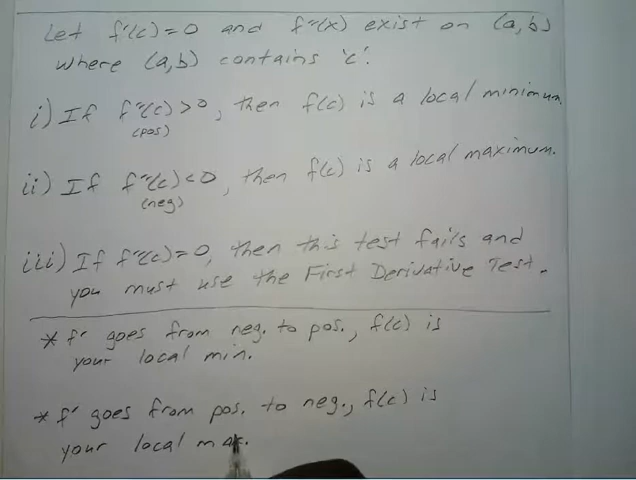 Let f'(c)=0 and f"(x) exist on (a,b)
where (a,b) contains 'c'.
i) If f"(c)>0, then f(c) is a local minimum.
(pos)
ii) If f"(c)<0, then f(c) is a local maximum.
(neg)
iii) If f"(c)=0, then this test fails and
you must use the First Derivative Test.
* f' goes from neg. to pos., f(c) is
your local min.
* f' goes from pos. to neg., f(c) is
your local max.